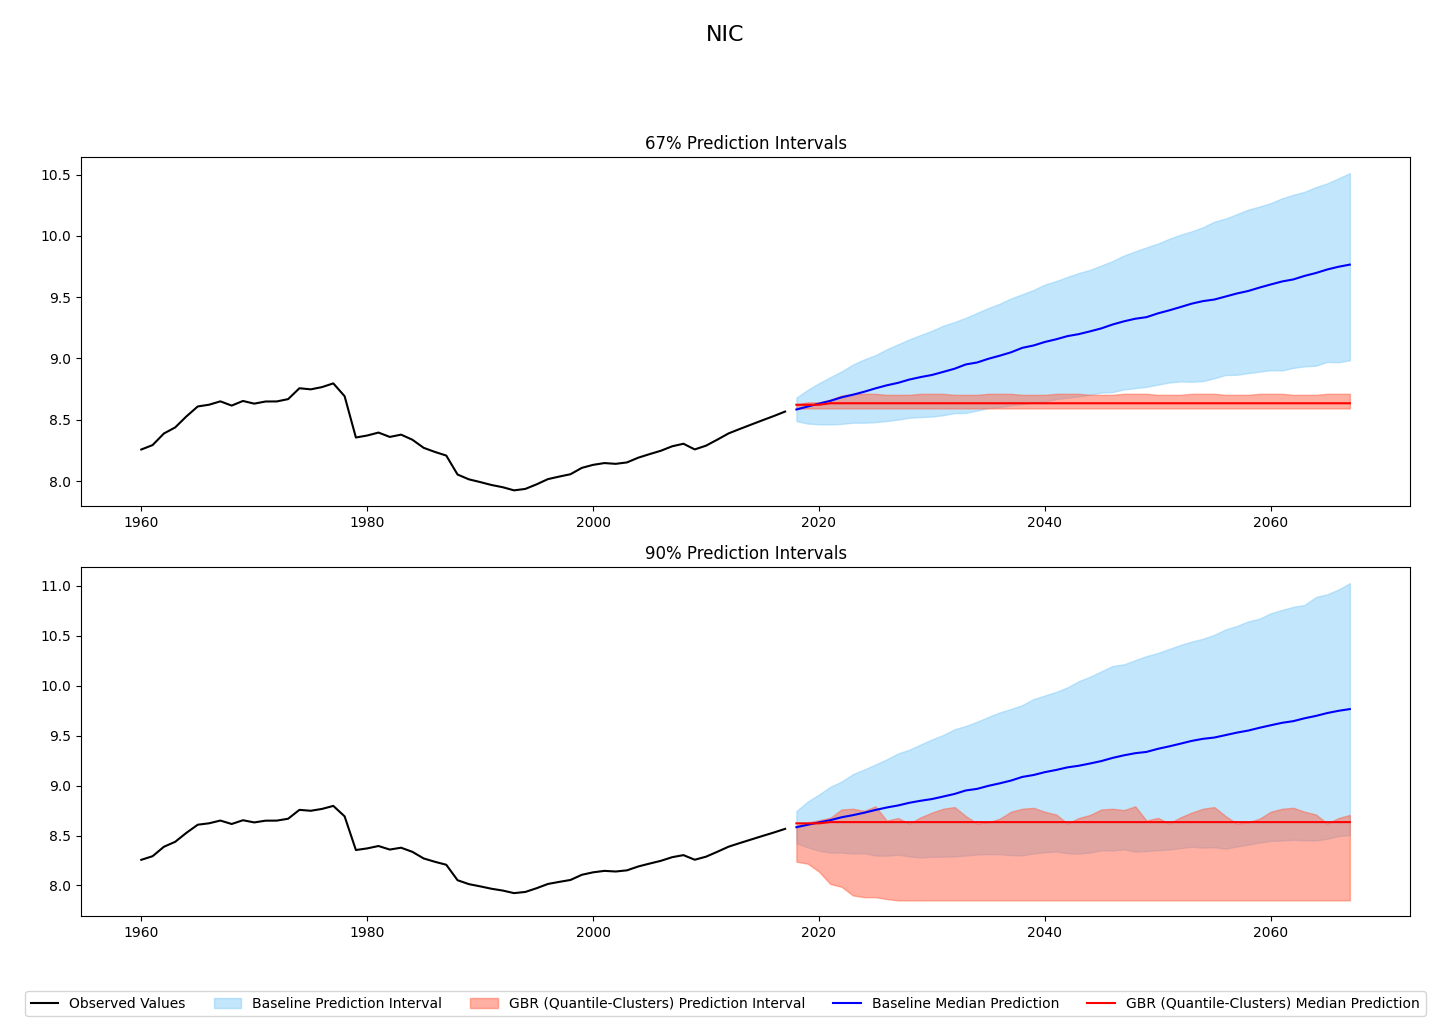 NIC
67% Prediction Intervals
10.5
10.0
9.5
9.0
8.5
8.0
1960 1980 2000 2020 2040 2060
90% Prediction Intervals
11.0
10.5
10.0
9.5
9.0
8.5
8.0
1960 1980 2000 2020 2040 2060
Observed Values Baseline Prediction Interval GBR (Quantile-Clusters) Prediction Interval Baseline Median Prediction GBR (Quantile-Clusters) Median Prediction